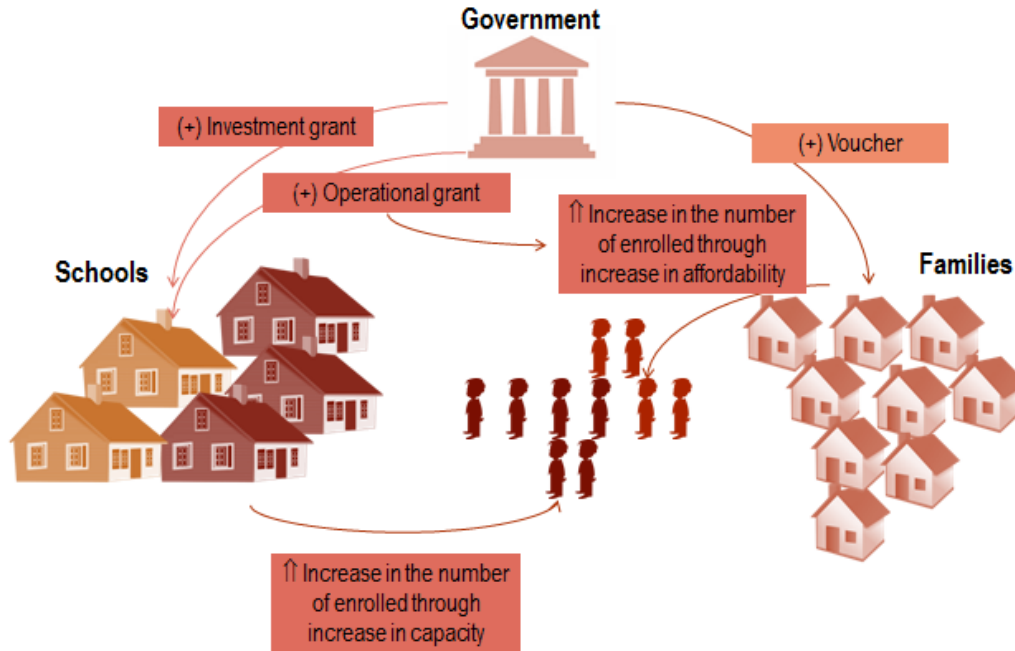 Government
(+) Investment grant
(+) Voucher
(+) Operational grant
⇑ Increase in the number
of enrolled through
increase in affordability
Schools
Families
⇑ Increase in the number
of enrolled through
increase in capacity